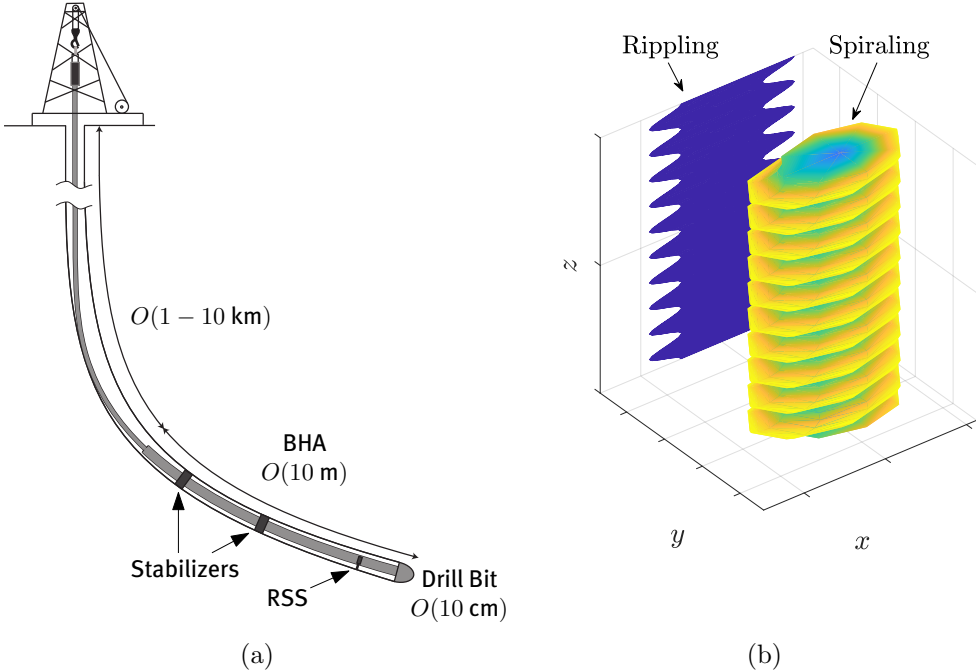 O(1 − 10 km)
BHA
O(10 m)
Stabilizers
RSS
Drill Bit
O(10 cm)
(a)
Rippling
Spiraling
z
y
x
(b)